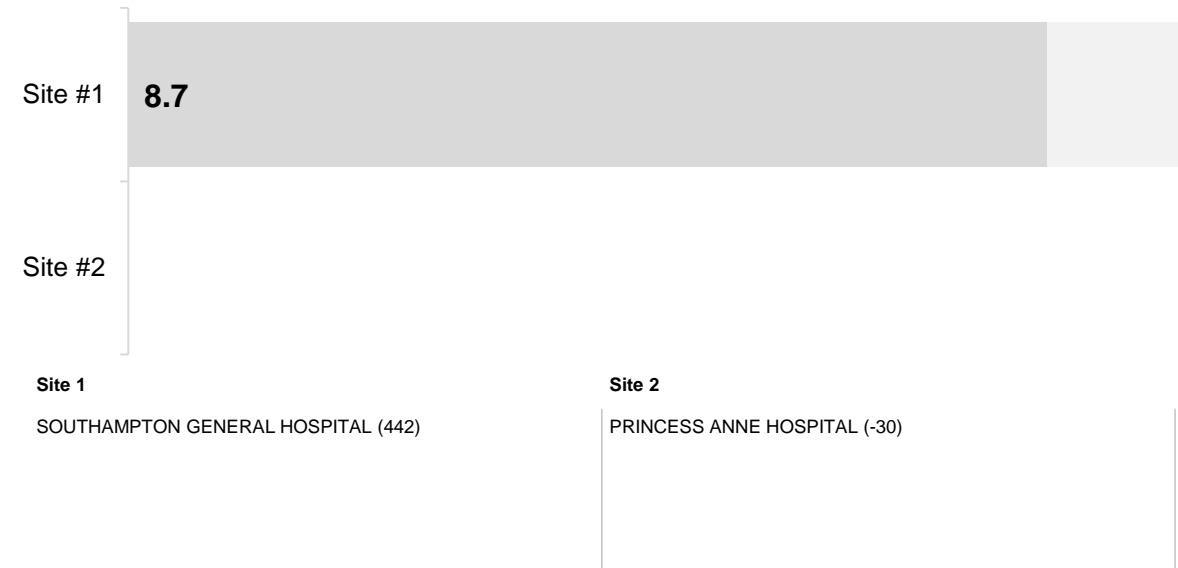 Site #1
8.7
Site #2
Site 1
SOUTHAMPTON GENERAL HOSPITAL (442)
Site 2
PRINCESS ANNE HOSPITAL (-30)